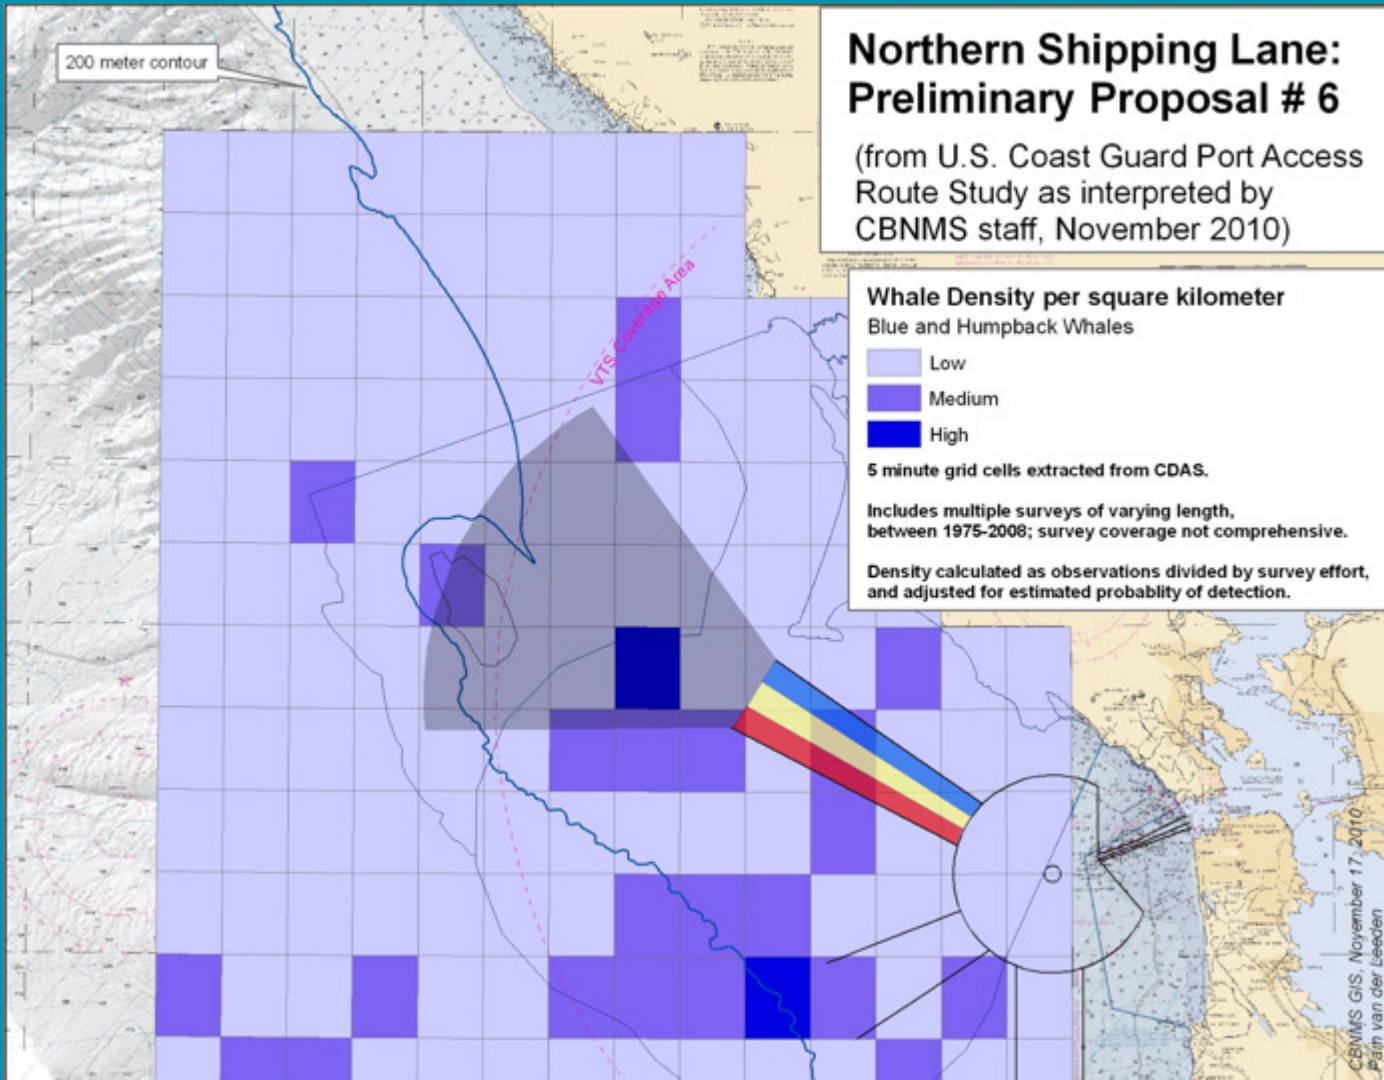 200 meter contour
Northern Shipping Lane:
Preliminary Proposal # 6
(from U.S. Coast Guard Port Access
Route Study as interpreted by
CBNMS staff, November 2010)
VTS Coverage Area
Whale Density per square kilometer
Blue and Humpback Whales
Low
Medium
High
5 minute grid cells extracted from CDAS.
Includes multiple surveys of varying length,
between 1975-2008; survey coverage not comprehensive.
Density calculated as observations divided by survey effort,
and adjusted for estimated probablity of detection.
CBNMS GIS, November 17, 2010
Pam van der Leeden